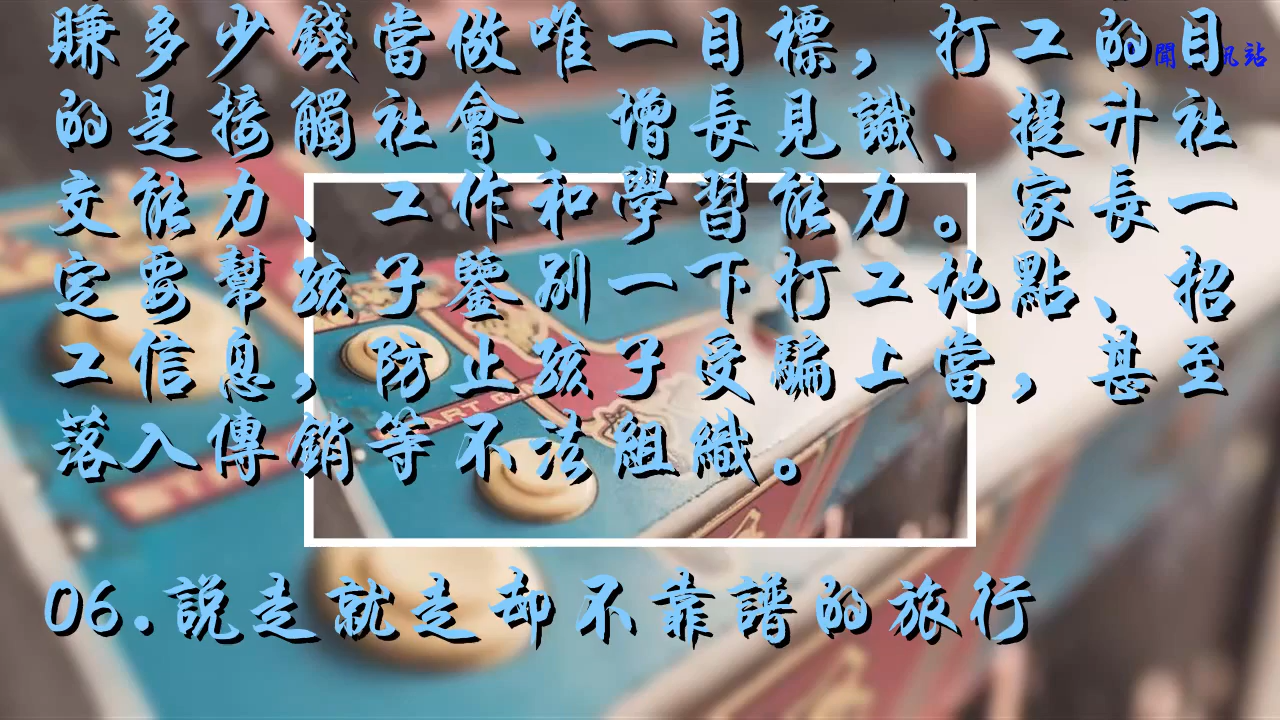 賺多少錢當做唯一目標，打工的目
的是接觸社會、增長見識、提升社
交能力、工作和學習能力。家長一
定要幫孩子鑒別一下打工地點、招
工信息，防止孩子受騙上當，甚至
落入傳銷等不法組織。
06.説走就走却不靠譜的旅行